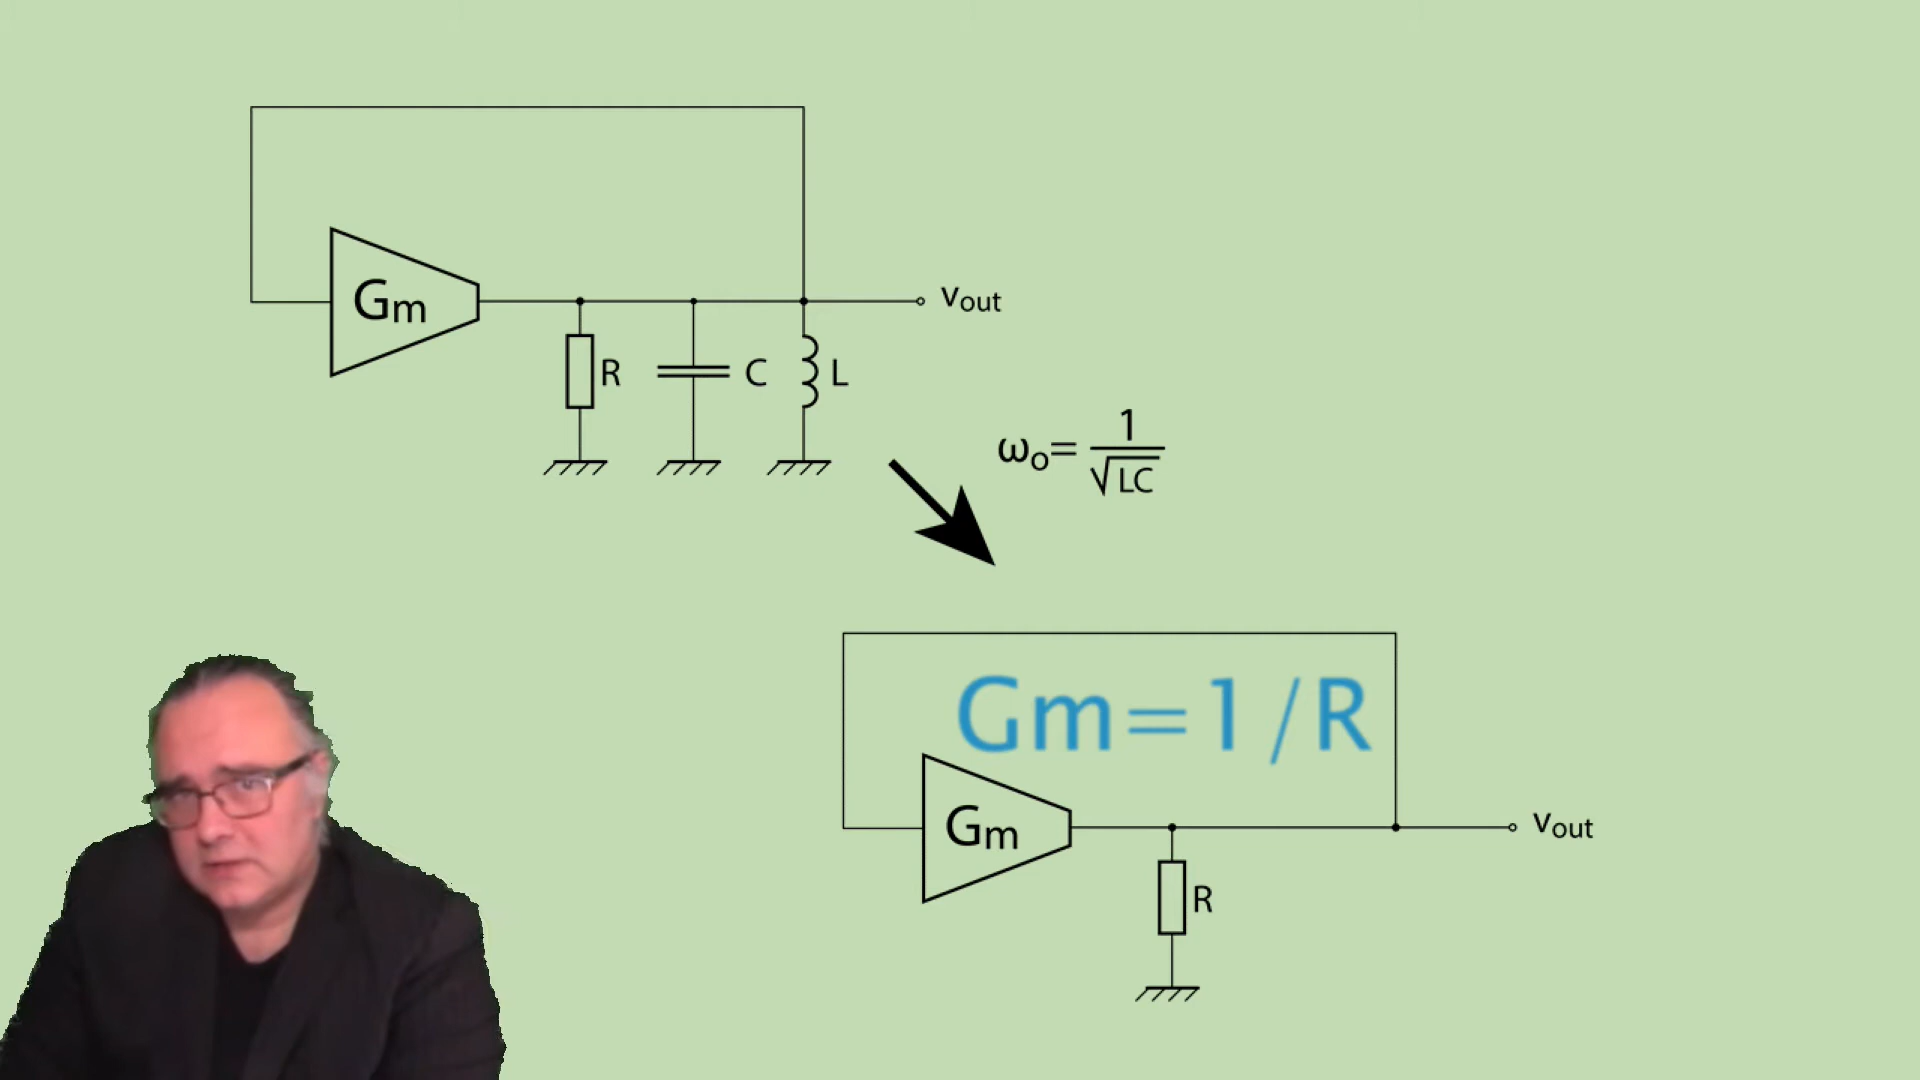 Gm
vout
R
C
L
ωo= 1/√LC
Gm=1/R
Gm
vout
R